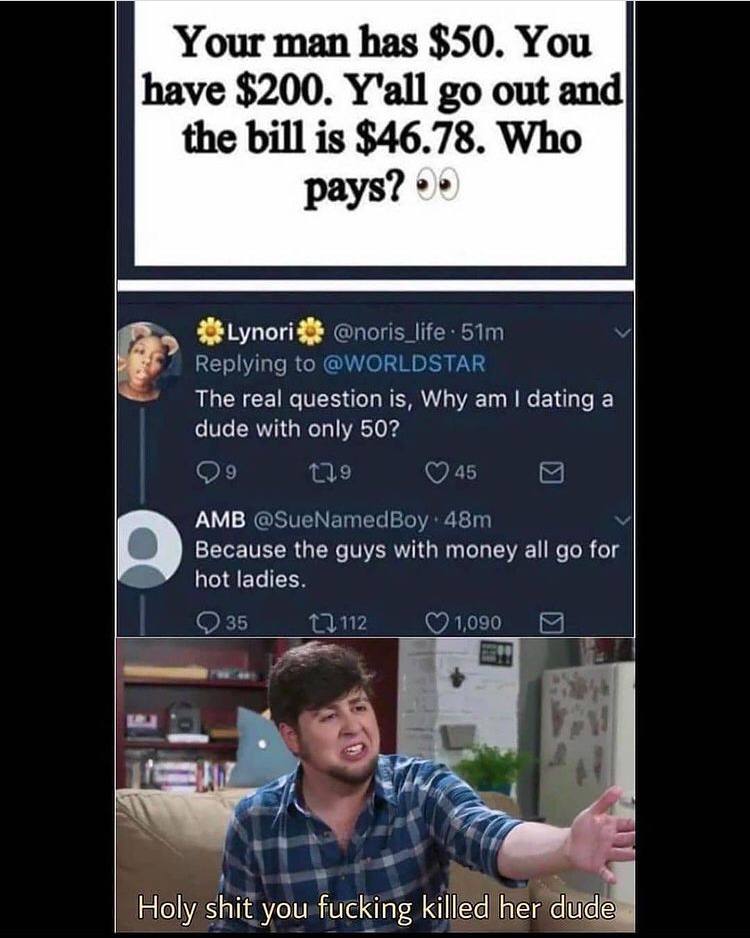 Your man has $50. You
have $200. Y'all go out and
the bill is $46.78. Who
pays? 👀
🌼Lynori🌼 @noris_life · 51m
Replying to @WORLDSTAR
The real question is, Why am I dating a
dude with only 50?
9 9 45
AMB @SueNamedBoy · 48m
Because the guys with money all go for
hot ladies.
35 112 1,090
Holy shit you fucking killed her dude